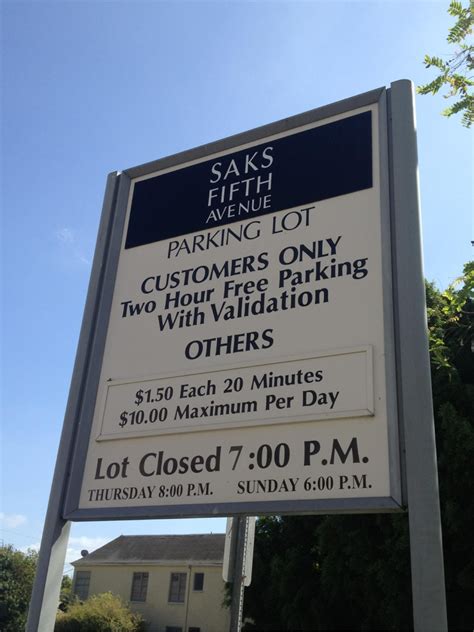 SAKS
FIFTH
AVENUE
PARKING LOT
CUSTOMERS ONLY
Two Hour Free Parking
With Validation
OTHERS
$1.50 Each 20 Minutes
$10.00 Maximum Per Day
Lot Closed 7:00 P.M.
THURSDAY 8:00 P.M. SUNDAY 6:00 P.M.